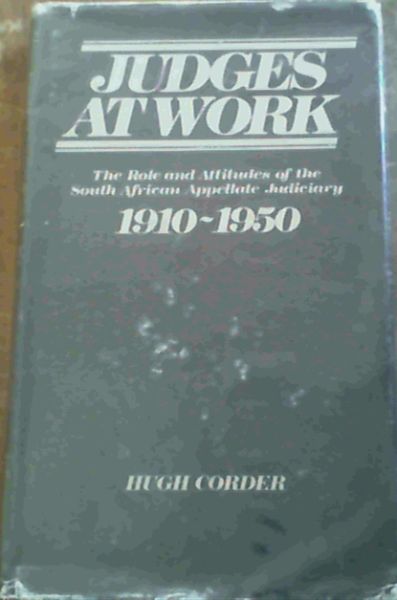 JUDGES
AT WORK
The Role and Attitudes of the
South African Appellate Judiciary
1910~1950
HUGH CORDER